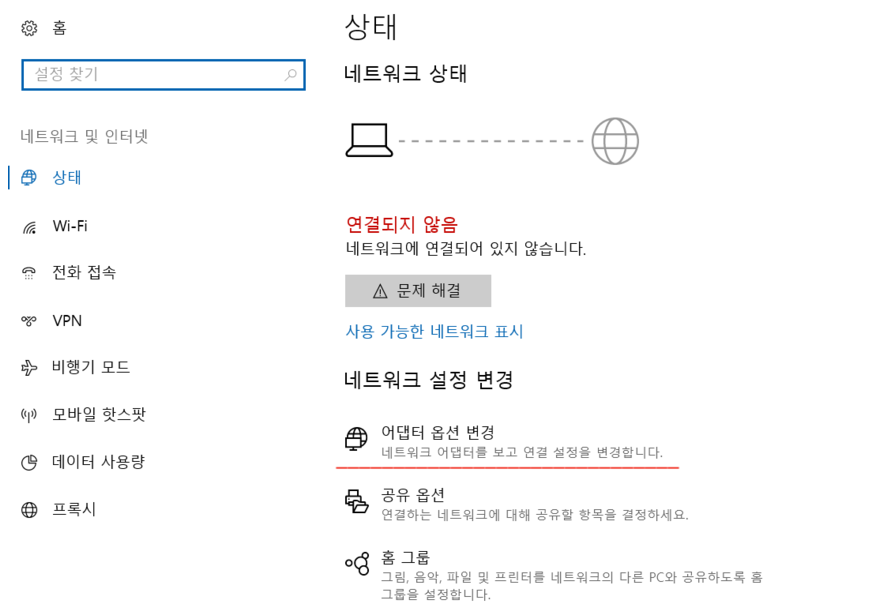 홈
설정 찾기
네트워크 및 인터넷
상태
Wi-Fi
전화 접속
VPN
비행기 모드
모바일 핫스팟
데이터 사용량
프록시
상태
네트워크 상태
연결되지 않음
네트워크에 연결되어 있지 않습니다.
문제 해결
사용 가능한 네트워크 표시
네트워크 설정 변경
어댑터 옵션 변경
네트워크 어댑터를 보고 연결 설정을 변경합니다.
공유 옵션
연결하는 네트워크에 대해 공유할 항목을 결정하세요.
홈 그룹
그림, 음악, 파일 및 프린터를 네트워크의 다른 PC와 공유하도록 홈
그룹을 설정합니다.